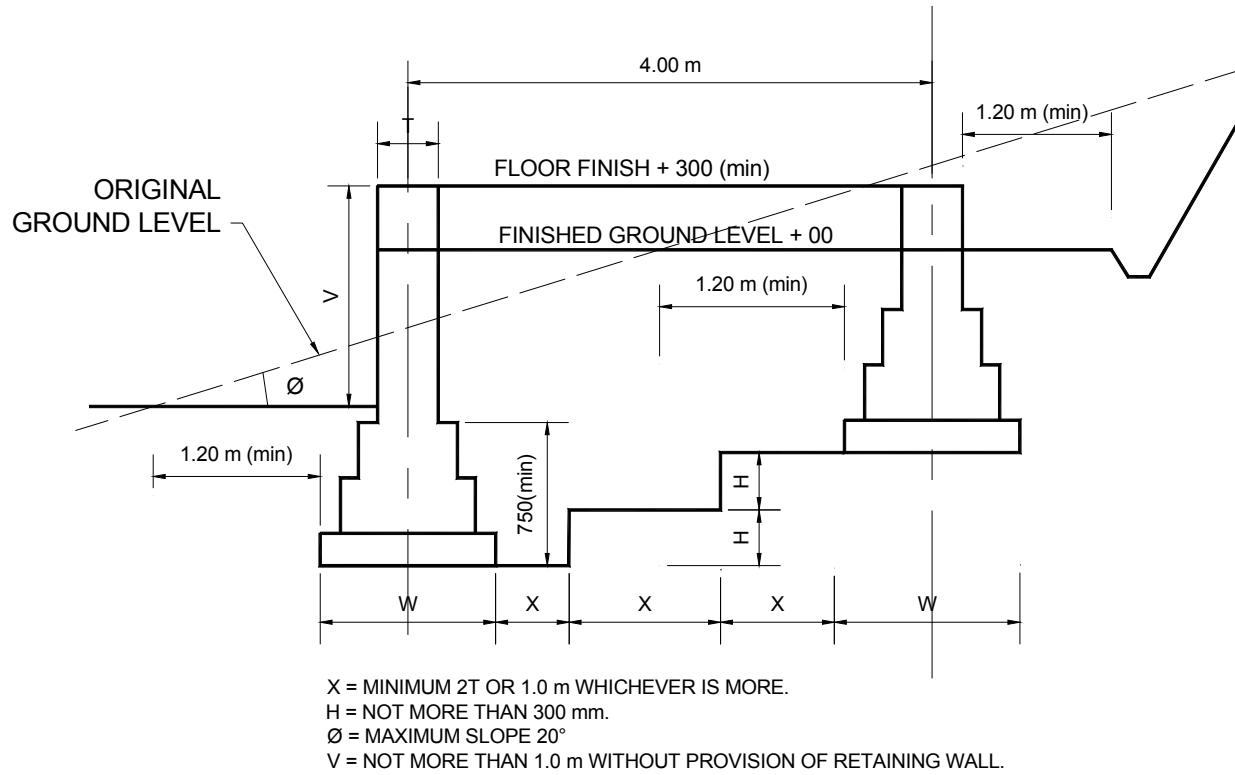 4.00 m
1.20 m (min)
T
FLOOR FINISH + 300 (min)
ORIGINAL
GROUND LEVEL
FINISHED GROUND LEVEL + 00
1.20 m (min)
V
Ø
1.20 m (min)
750(min)
H
H
W
X
X
X
W
X = MINIMUM 2T OR 1.0 m WHICHEVER IS MORE.
H = NOT MORE THAN 300 mm.
Ø = MAXIMUM SLOPE 20°
V = NOT MORE THAN 1.0 m WITHOUT PROVISION OF RETAINING WALL.